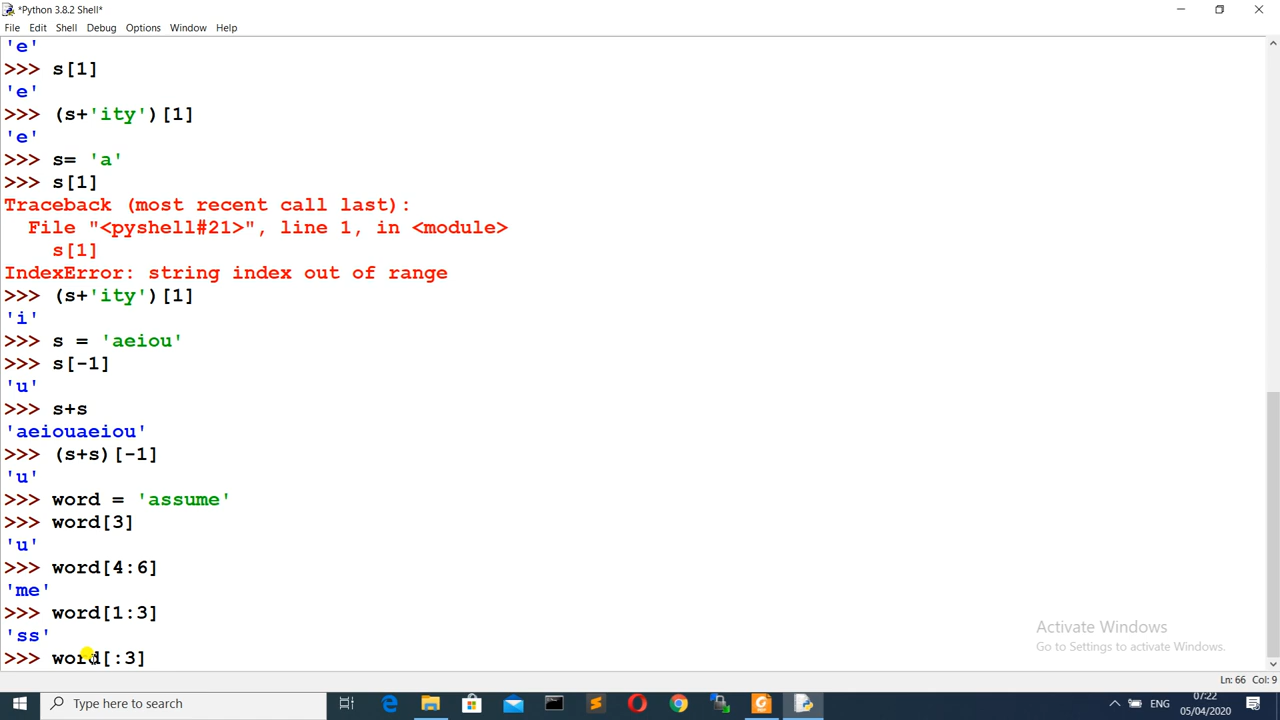 *Python 3.8.2 Shell*
File Edit Shell Debug Options Window Help
'e'
>>> s[1]
'e'
>>> (s+'ity')[1]
'e'
>>> s= 'a'
>>> s[1]
Traceback (most recent call last):
  File "<pyshell#21>", line 1, in <module>
    s[1]
IndexError: string index out of range
>>> (s+'ity')[1]
'i'
>>> s = 'aeiou'
>>> s[-1]
'u'
>>> s+s
'aeiouaeiou'
>>> (s+s)[-1]
'u'
>>> word = 'assume'
>>> word[3]
'u'
>>> word[4:6]
'me'
>>> word[1:3]
'ss'
>>> word[:3]
Activate Windows
Go to Settings to activate Windows.
Ln: 66 Col: 9
Type here to search
ENG
07:22
05/04/2020